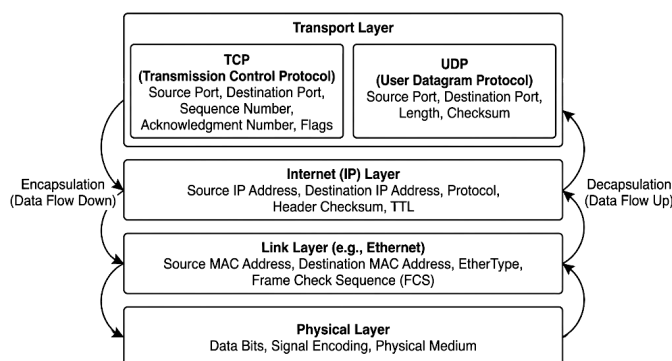 Transport Layer
TCP
(Transmission Control Protocol)
Source Port, Destination Port,
Sequence Number,
Acknowledgment Number, Flags
UDP
(User Datagram Protocol)
Source Port, Destination Port,
Length, Checksum
Encapsulation
(Data Flow Down)
Internet (IP) Layer
Source IP Address, Destination IP Address, Protocol,
Header Checksum, TTL
Decapsulation
(Data Flow Up)
Link Layer (e.g., Ethernet)
Source MAC Address, Destination MAC Address, EtherType,
Frame Check Sequence (FCS)
Physical Layer
Data Bits, Signal Encoding, Physical Medium